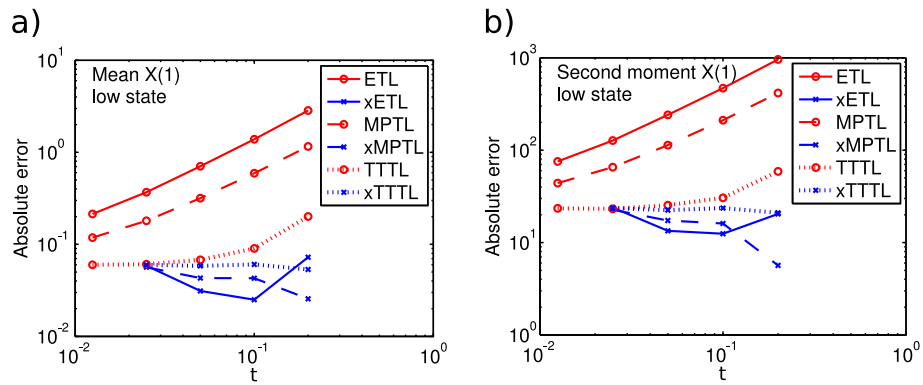 a)
Mean X(1)
low state
ETL
xETL
MPTL
xMPTL
TTTL
xTTTL
Absolute error
10^1
10^0
10^-1
10^-2
10^-2
10^-1
10^0
t
b)
Second moment X(1)
low state
ETL
xETL
MPTL
xMPTL
TTTL
xTTTL
Absolute error
10^3
10^2
10^1
10^0
10^-2
10^-1
10^0
t